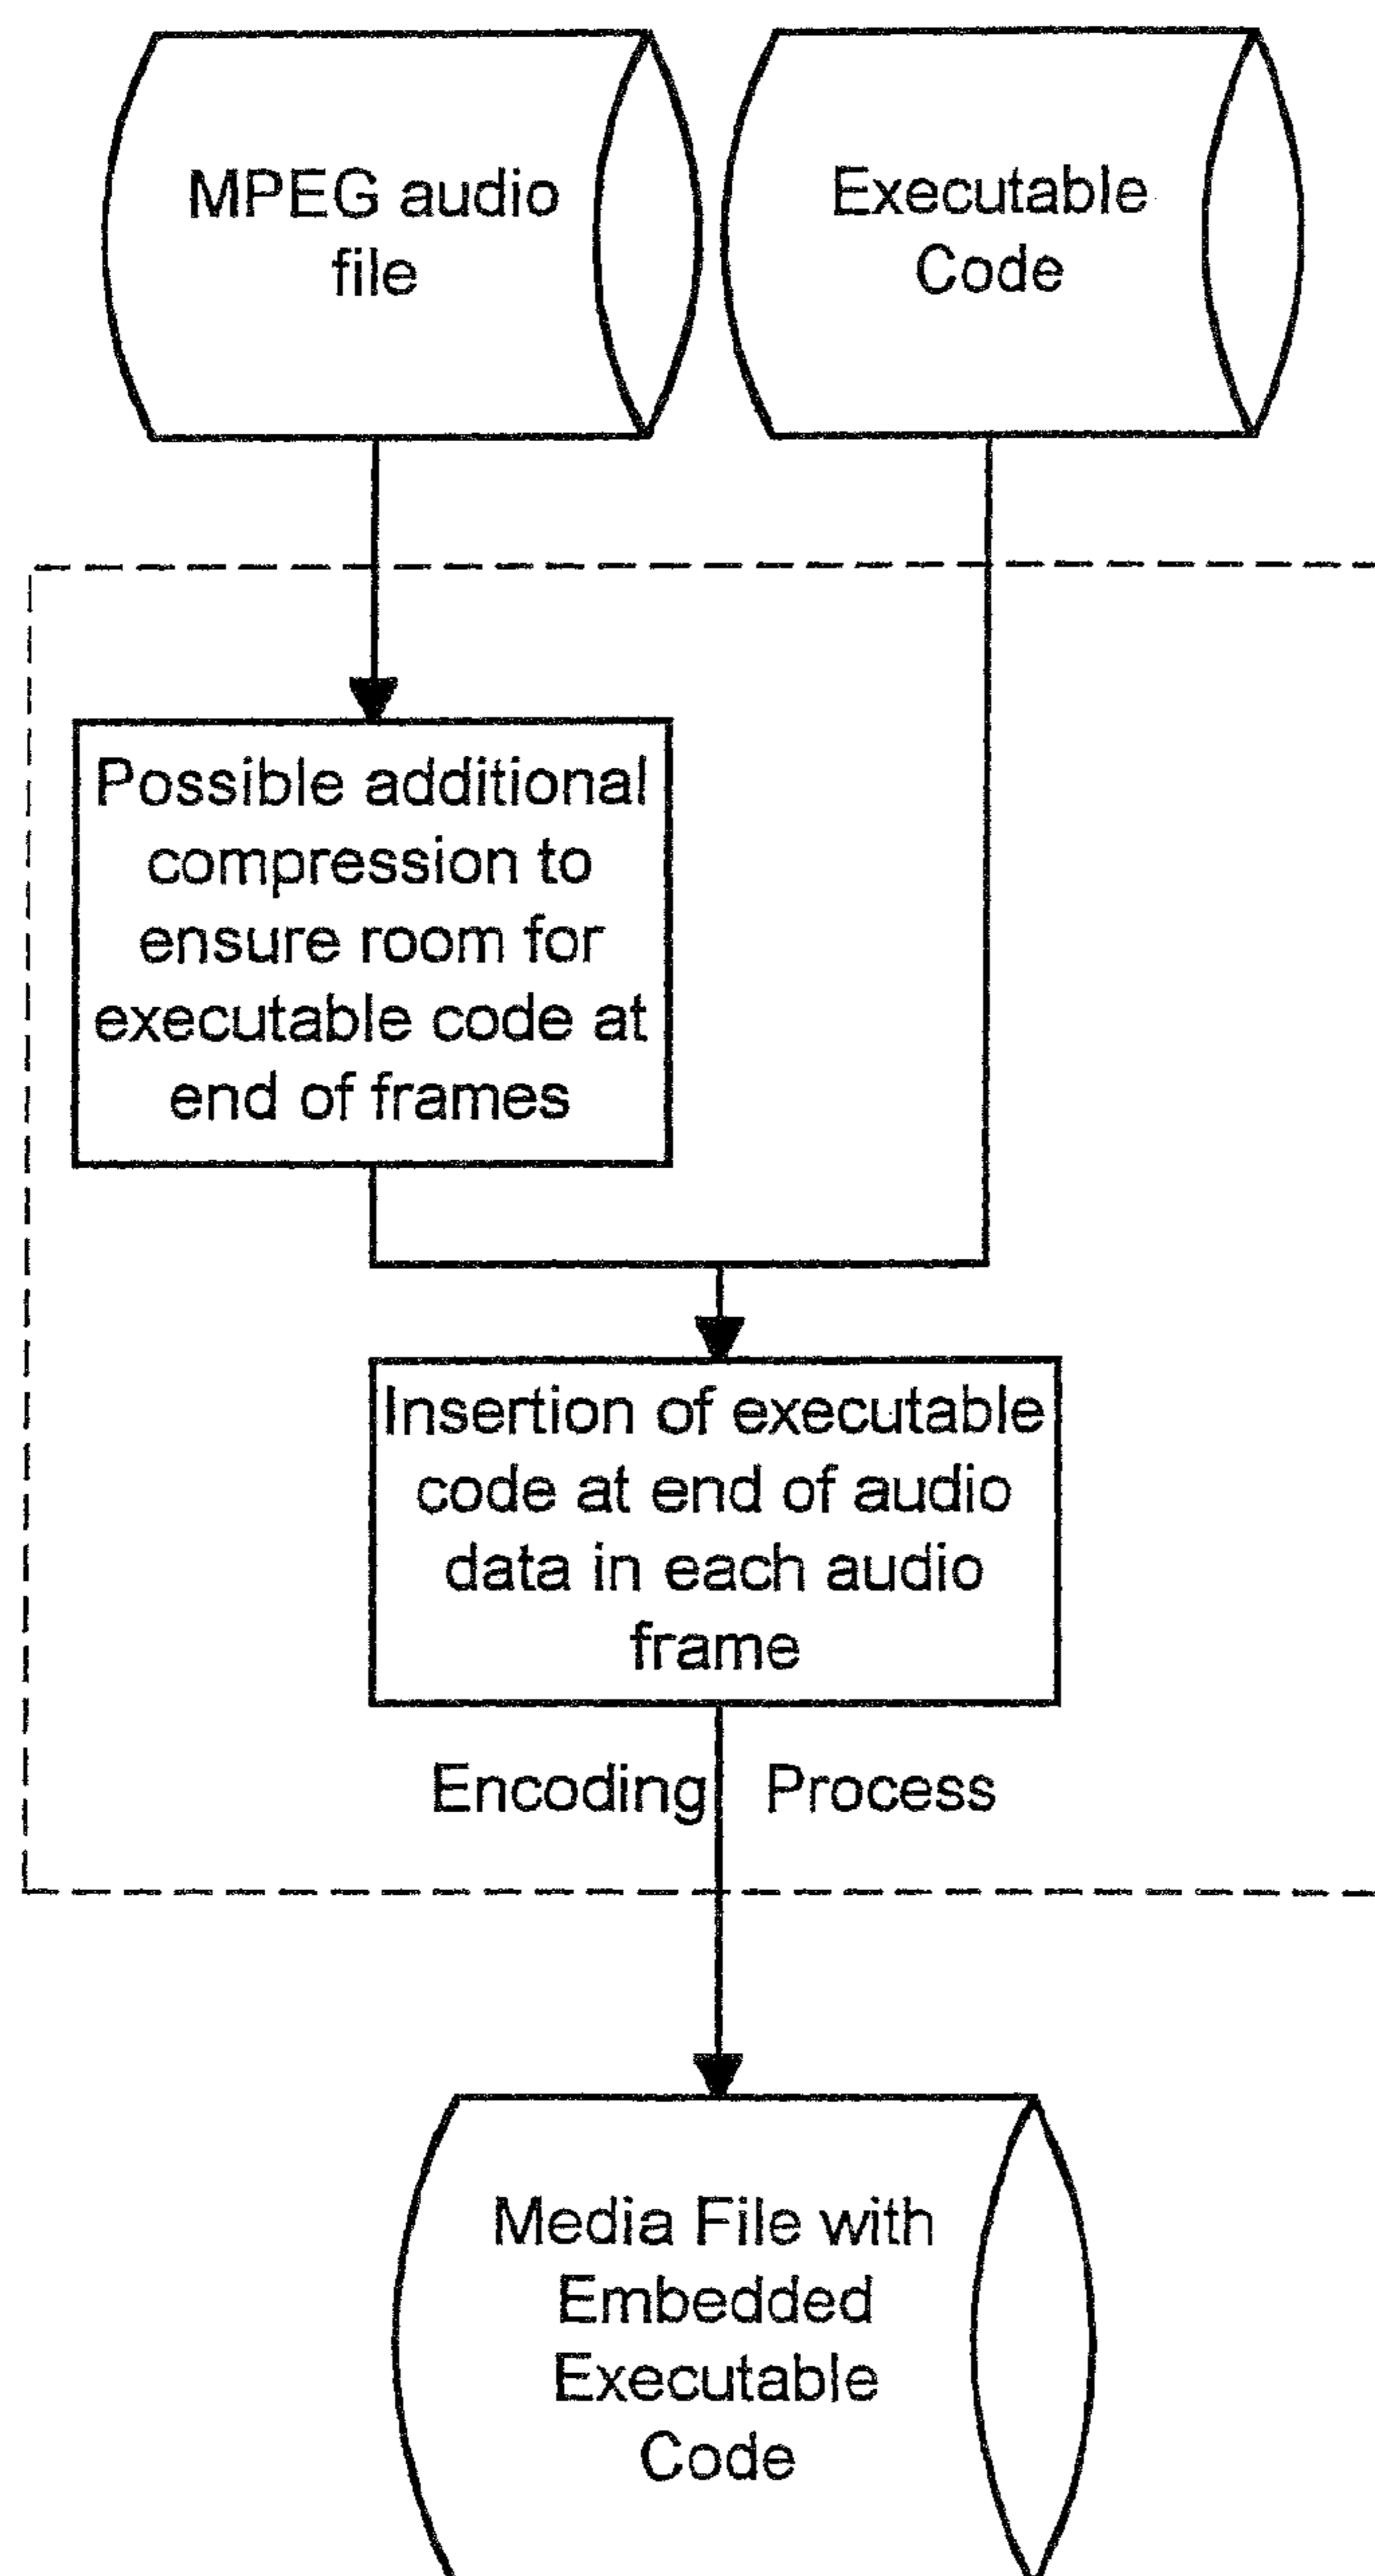 MPEG audio
file
Executable
Code
Possible additional
compression to
ensure room for
executable code at
end of frames
Insertion of executable
code at end of audio
data in each audio
frame
Encoding Process
Media File with
Embedded
Executable
Code